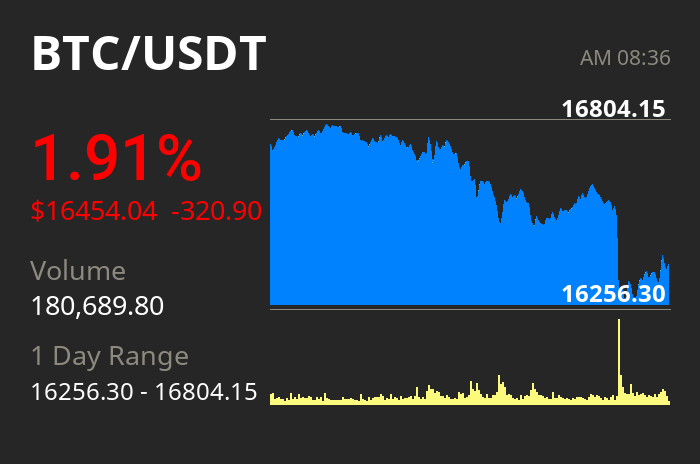 BTC/USDT
AM 08:36
16804.15
1.91%
$16454.04 -320.90
Volume
180,689.80
16256.30
1 Day Range
16256.30 - 16804.15